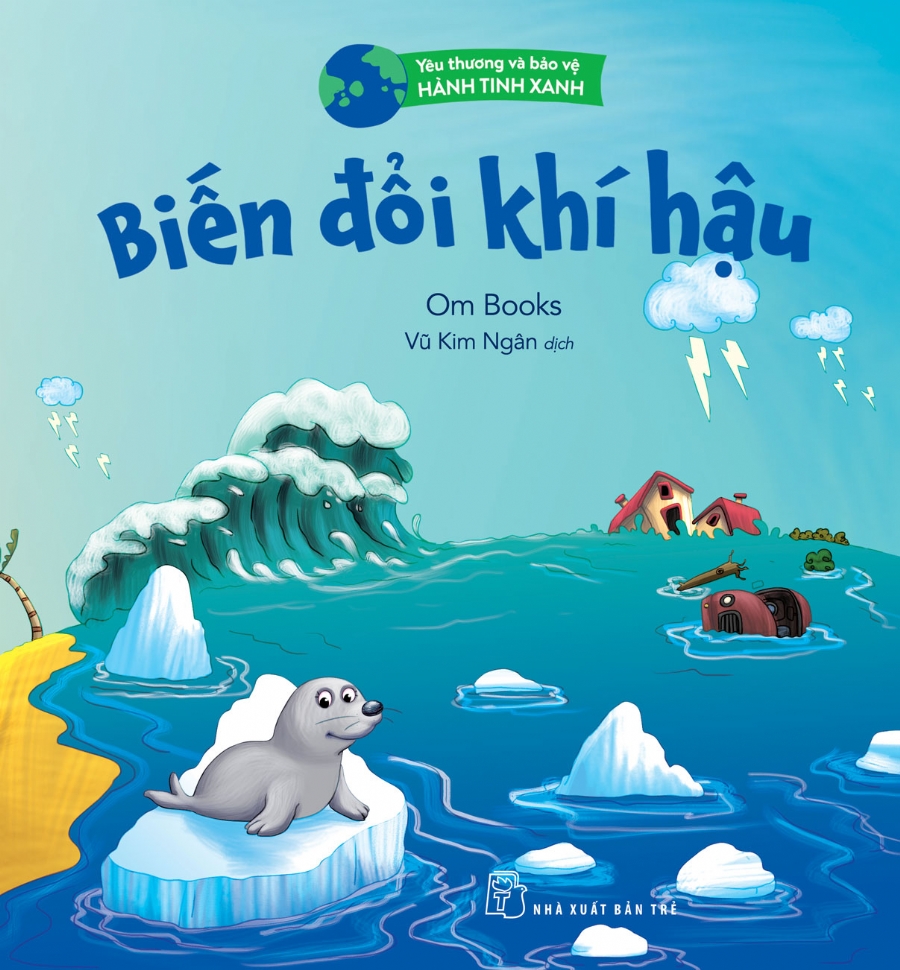 Yêu thương và bảo vệ
HÀNH TINH XANH
Biến đổi khí hậu
Om Books
Vũ Kim Ngân dịch
NHÀ XUẤT BẢN TRẺ